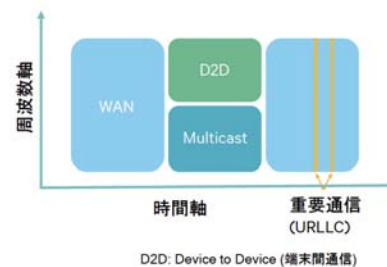 周波数軸
WAN
D2D
Multicast
時間軸
重要通信
(URLLC)
D2D: Device to Device (端末間通信)